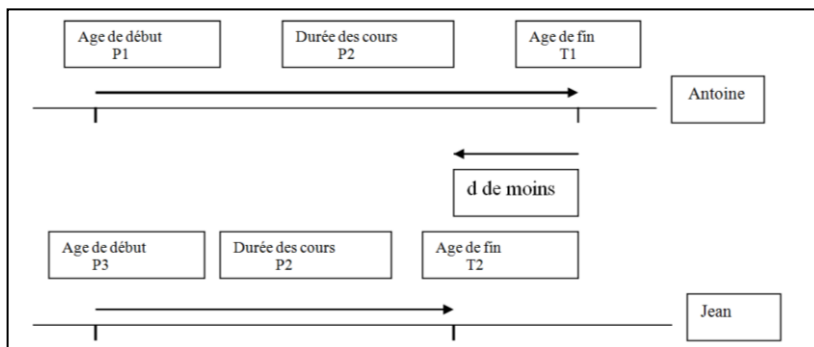 Age de début
P1
Durée des cours
P2
Age de fin
T1
Antoine
d de moins
Age de début
P3
Durée des cours
P2
Age de fin
T2
Jean